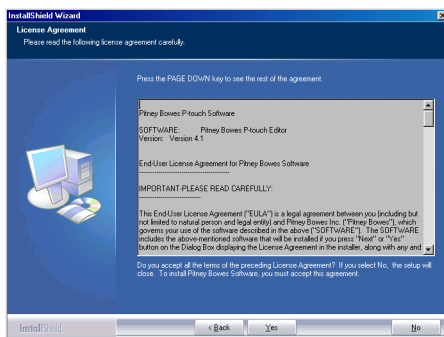 InstallShield Wizard
License Agreement
Please read the following license agreement carefully.
Press the PAGE DOWN key to see the rest of the agreement.
Pitney Bowes P-touch Software
SOFTWARE: Pitney Bowes P-touch Editor
Version: Version 4.1
End-User License Agreement for Pitney Bowes Software
----------------------------------------
IMPORTANT-PLEASE READ CAREFULLY:
----------------------------
This End-User License Agreement ("EULA") is a legal agreement between you (including but
not limited to natural person and legal entity) and Pitney Bowes Inc. ("Pitney Bowes"), which
governs your use of the software described in the above ("SOFTWARE"). The SOFTWARE
includes the above-mentioned software that will be installed if you press "Next" or "Yes"
button on the Dialog Box displaying the License Agreement in the installer, along with any and
Do you accept all the terms of the preceding License Agreement? If you select No, the setup will
close. To install Pitney Bowes Software, you must accept this agreement.
InstallShield
< Back Yes No